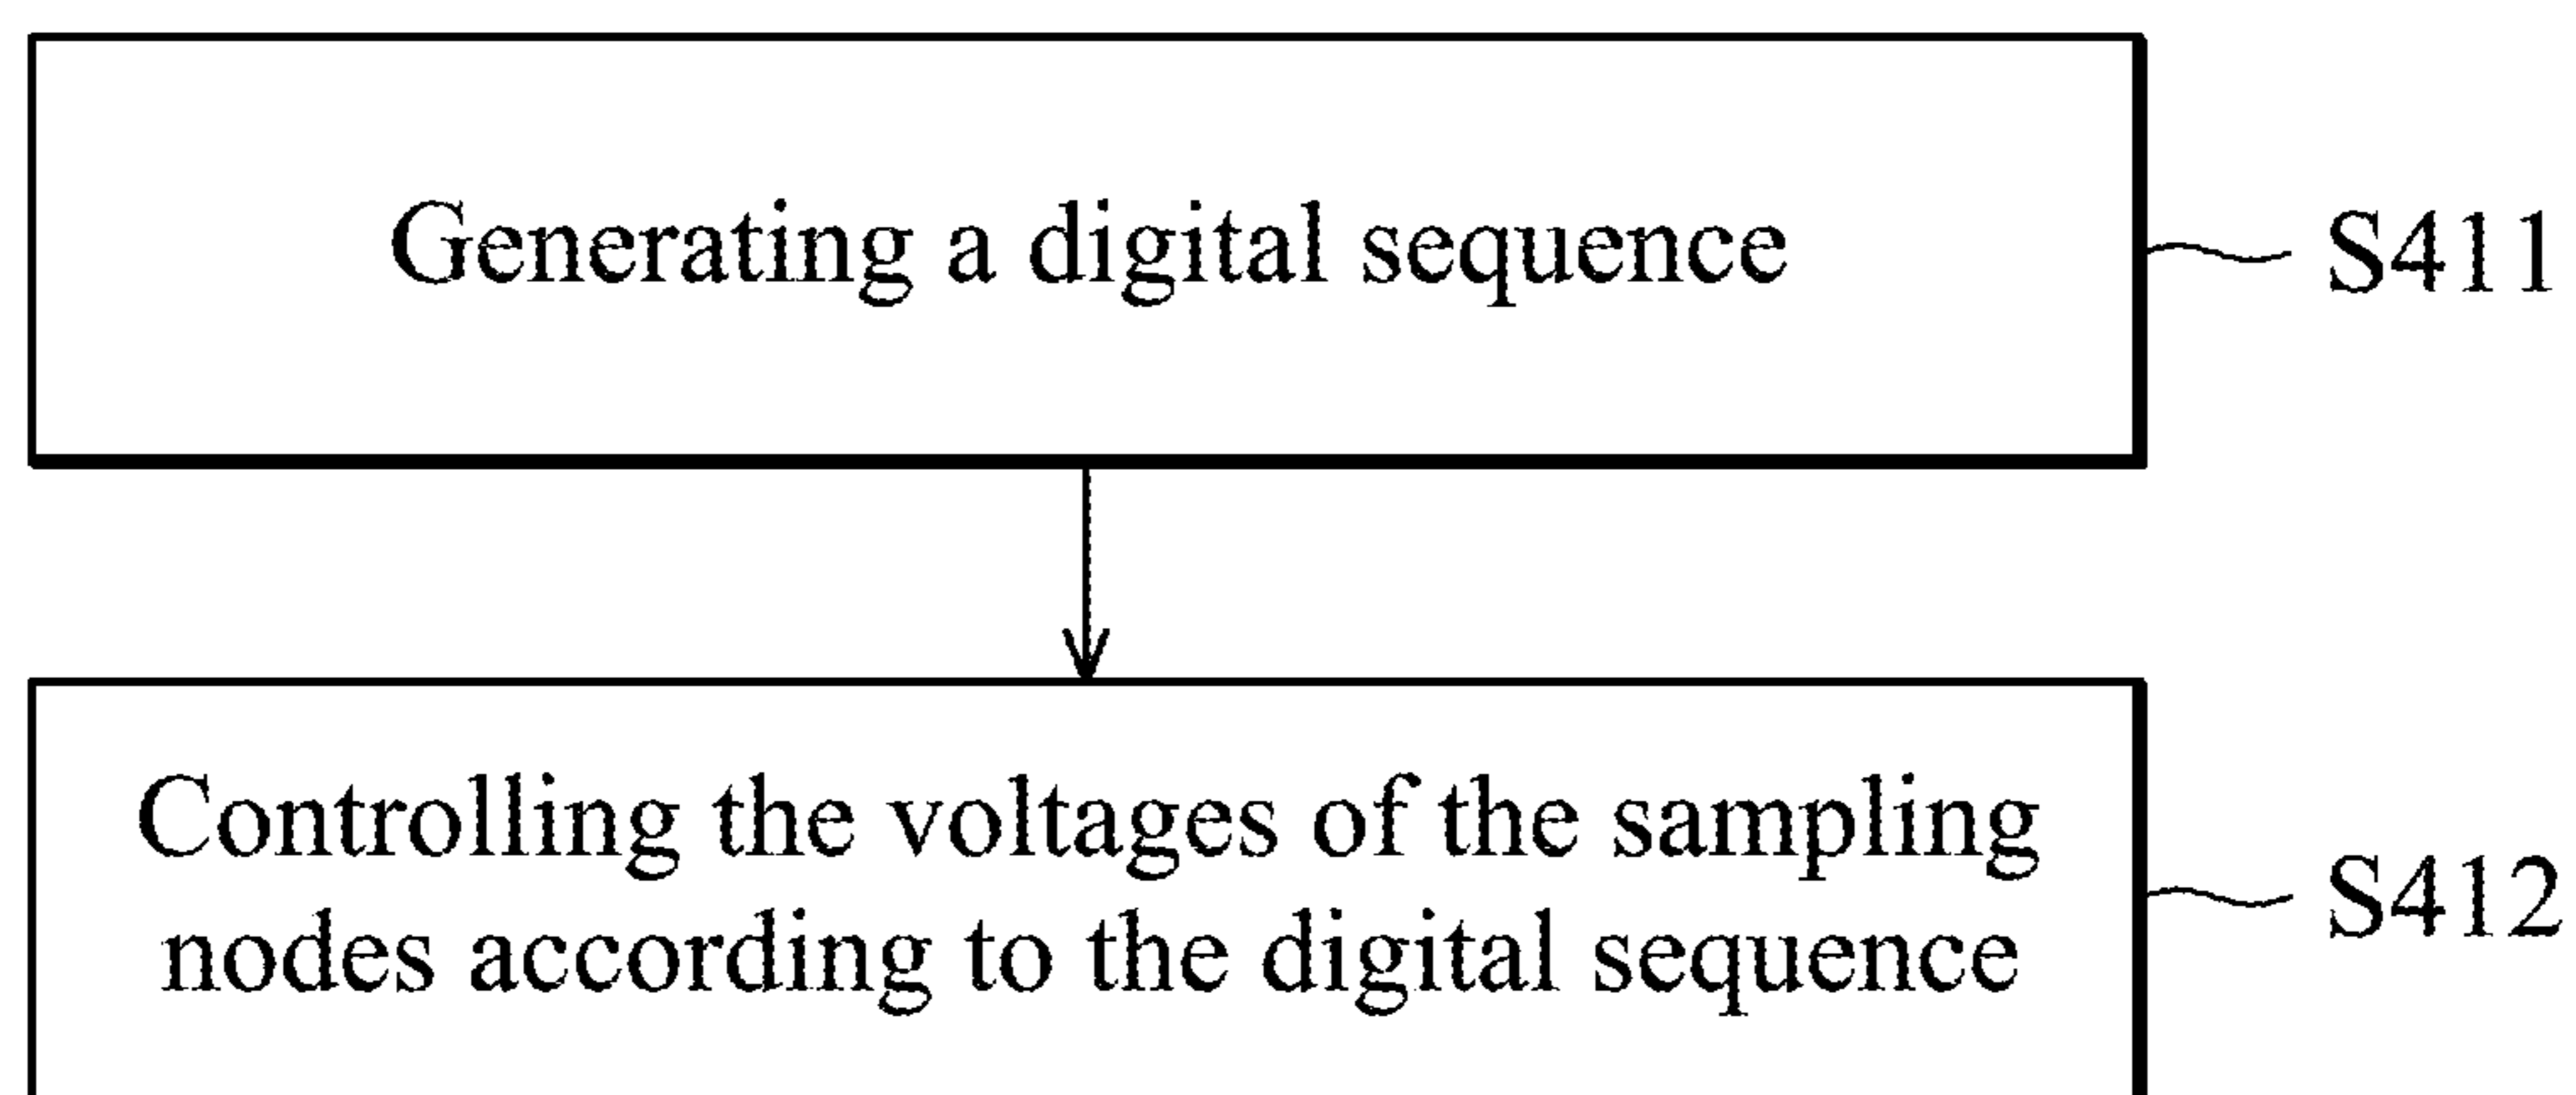 Generating a digital sequence
S411
Controlling the voltages of the sampling
nodes according to the digital sequence
S412